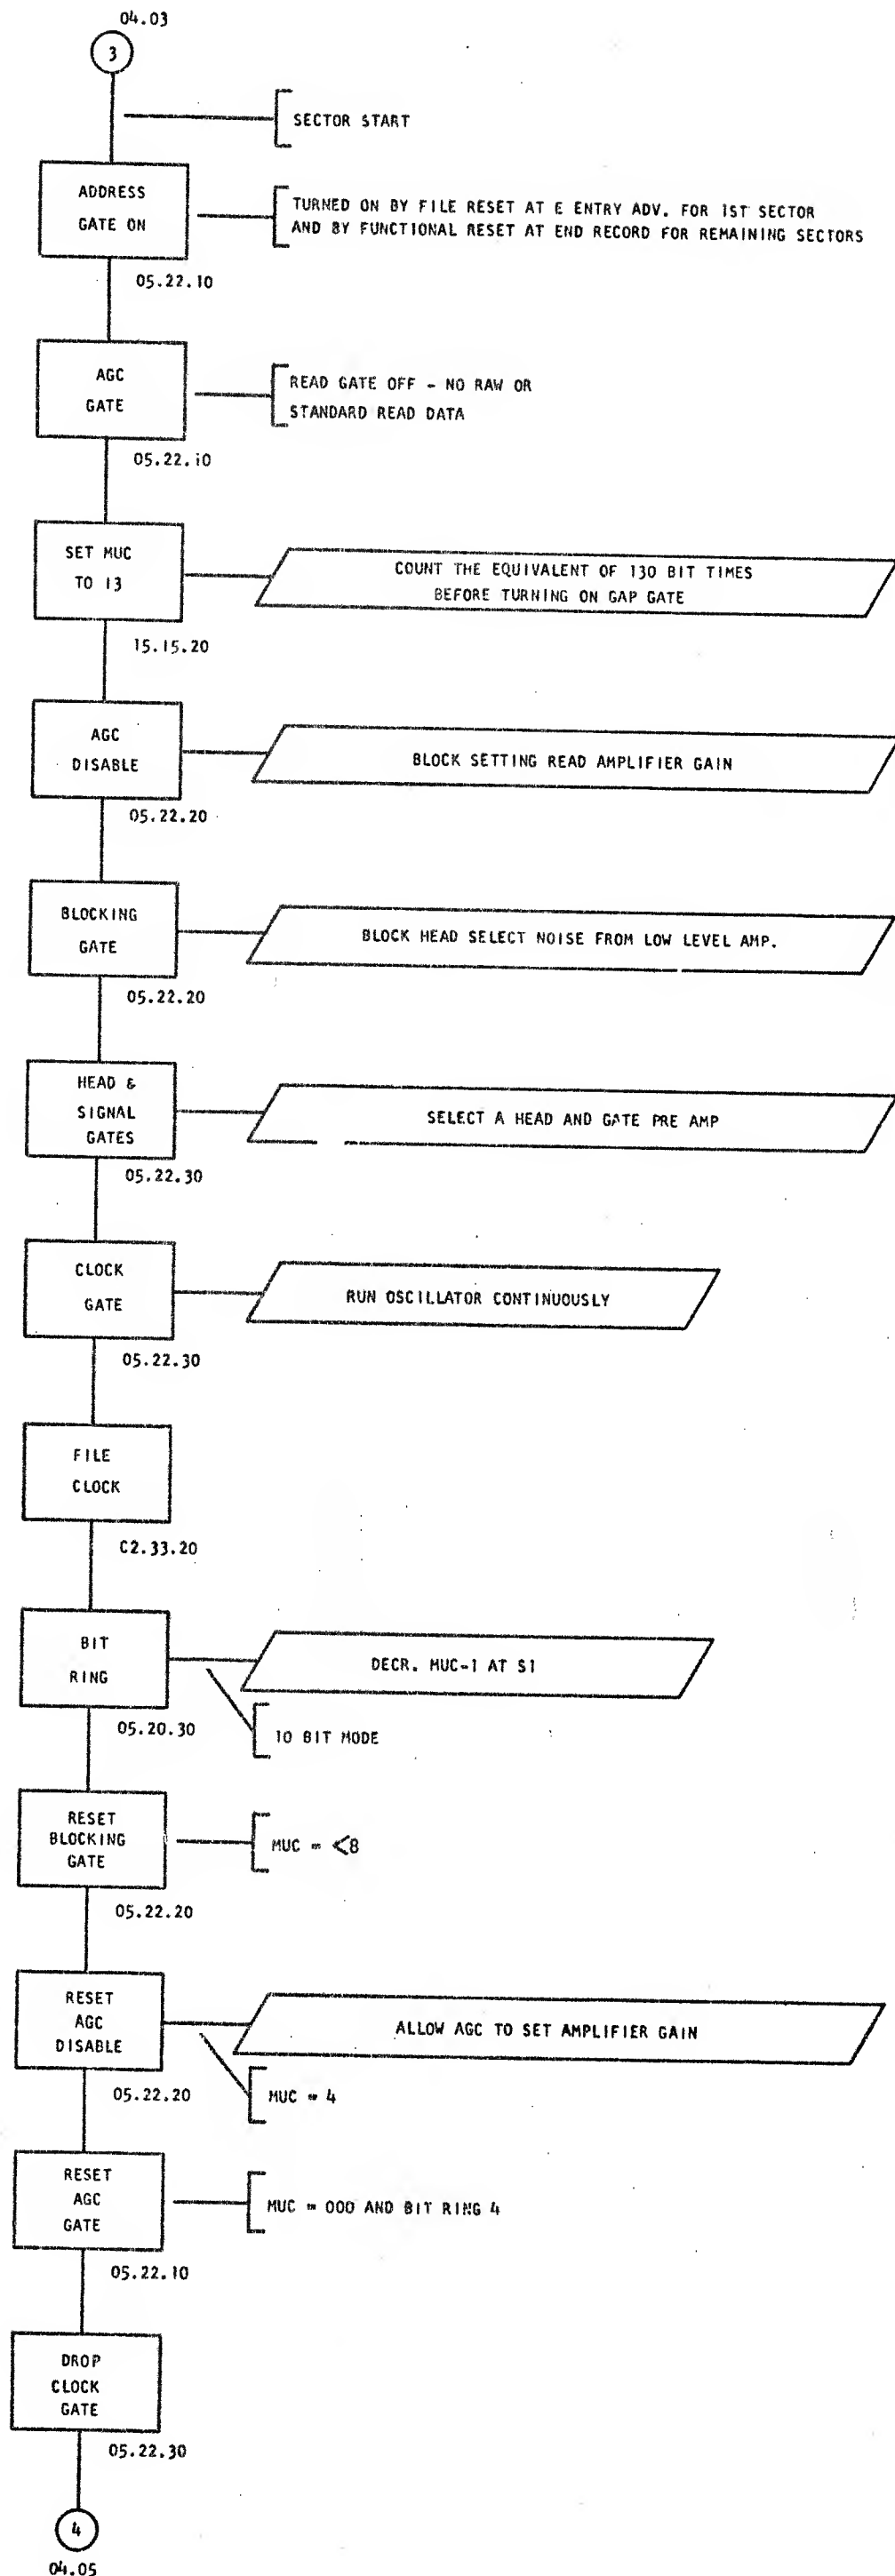 04.03
3
SECTOR START
ADDRESS
GATE ON
TURNED ON BY FILE RESET AT E ENTRY ADV. FOR 1ST SECTOR
AND BY FUNCTIONAL RESET AT END RECORD FOR REMAINING SECTORS
05.22.10
AGC
GATE
READ GATE OFF - NO RAW OR
STANDARD READ DATA
05.22.10
SET MUC
TO 13
COUNT THE EQUIVALENT OF 130 BIT TIMES
BEFORE TURNING ON GAP GATE
15.15.20
AGC
DISABLE
BLOCK SETTING READ AMPLIFIER GAIN
05.22.20
BLOCKING
GATE
BLOCK HEAD SELECT NOISE FROM LOW LEVEL AMP.
05.22.20
HEAD &
SIGNAL
GATES
SELECT A HEAD AND GATE PRE AMP
05.22.30
CLOCK
GATE
RUN OSCILLATOR CONTINUOUSLY
05.22.30
FILE
CLOCK
C2.33.20
BIT
RING
DECR. MUC-1 AT S1
10 BIT MODE
05.20.30
RESET
BLOCKING
GATE
MUC = <8
05.22.20
RESET
AGC
DISABLE
ALLOW AGC TO SET AMPLIFIER GAIN
MUC = 4
05.22.20
RESET
AGC
GATE
MUC = 000 AND BIT RING 4
05.22.10
DROP
CLOCK
GATE
05.22.30
4
04.05